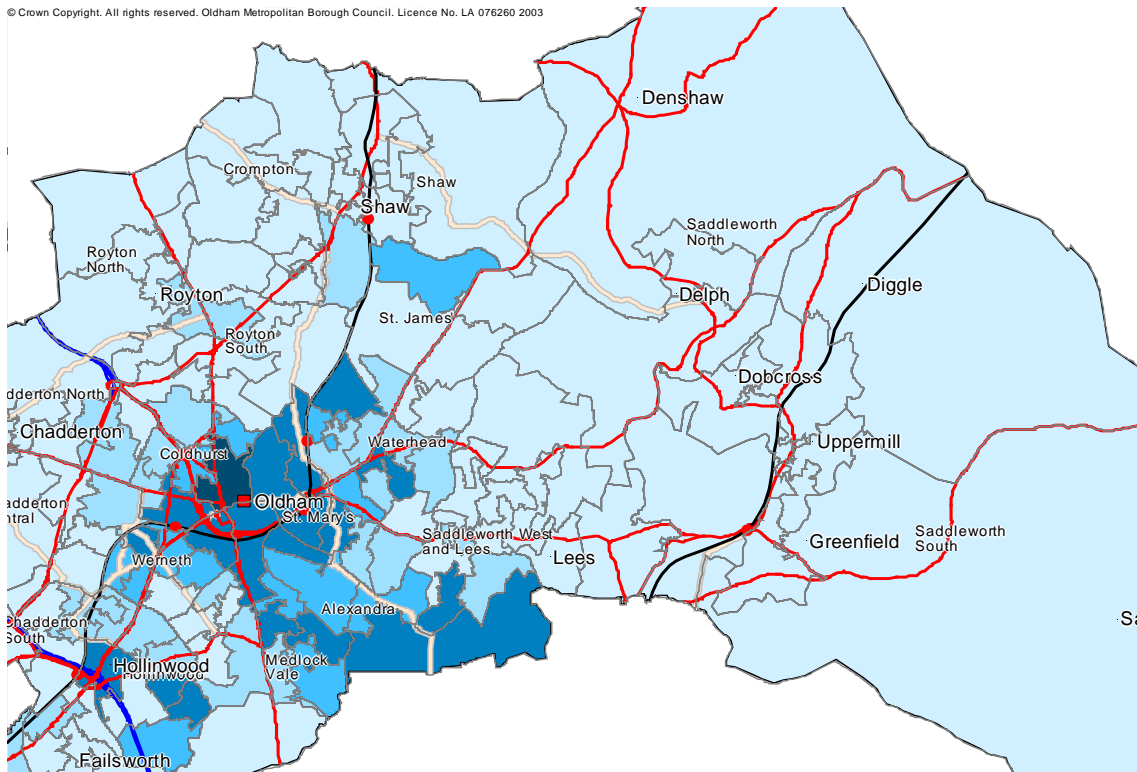 © Crown Copyright. All rights reserved. Oldham Metropolitan Borough Council. Licence No. LA 076260 2003
Denshaw
Crompton
Shaw
Shaw
Saddleworth
North
Royton
North
Diggle
Royton
Delph
St. James
Royton
South
Dobcross
dderton North
Chadderton
Waterhead
Uppermill
Coldhurst
Oldham
adderton
ntral
St. Mary's
Saddleworth West
and Lees
Saddleworth
South
Greenfield
Lees
Werneth
Alexandra
Chadderton
South
Sa
Hollinwood
Hollinwood
Medlock
Vale
Failsworth